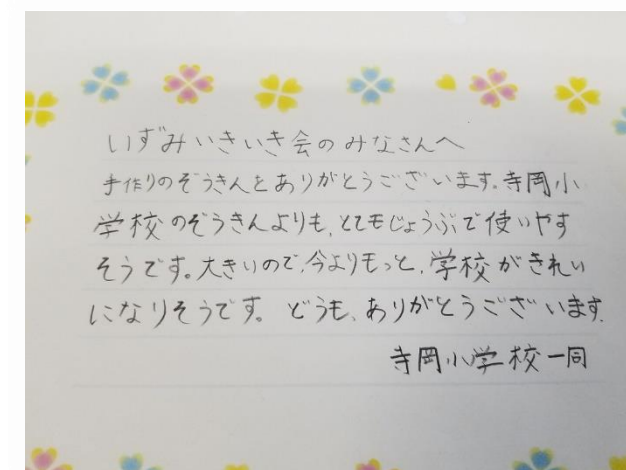 いずみいきいき会のみなさんへ
手作りのぞうきんをありがとうございます。寺岡小
学校のぞうきんよりも、とてもじょうぶで使いやす
そうです。大きいので、今よりもっと、学校がきれい
になりそうです。どうも、ありがとうございます。
寺岡小学校一同